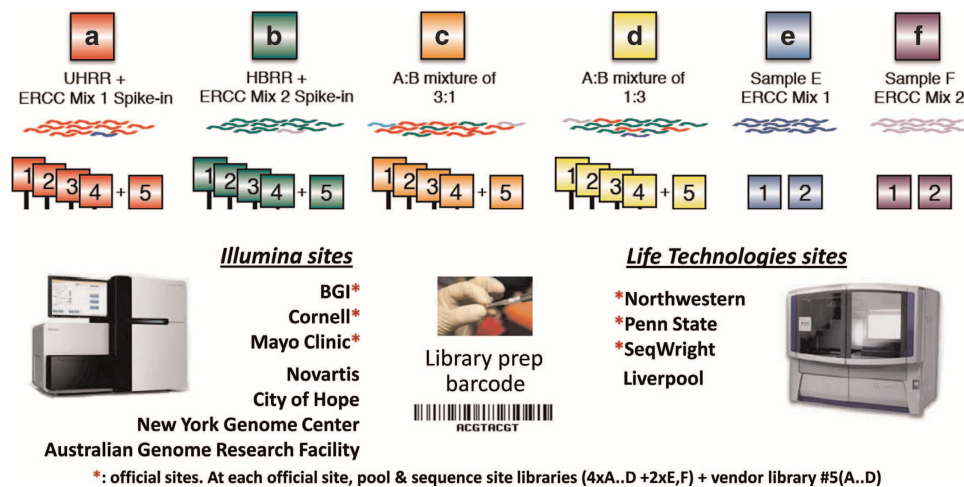 a
b
c
d
e
f
UHRR +
ERCC Mix 1 Spike-in
HBRR +
ERCC Mix 2 Spike-in
A:B mixture of
3:1
A:B mixture of
1:3
Sample E
ERCC Mix 1
Sample F
ERCC Mix 2
1 2 3 4 + 5
1 2 3 4 + 5
1 2 3 4 + 5
1 2 3 4 + 5
1 2
1 2
Illumina sites
BGI*
Cornell*
Mayo Clinic*
Novartis
City of Hope
New York Genome Center
Australian Genome Research Facility
Library prep
barcode
ACGTACGT
Life Technologies sites
*Northwestern
*Penn State
*SeqWright
Liverpool
*: official sites. At each official site, pool & sequence site libraries (4xA..D +2xE,F) + vendor library #5(A..D)